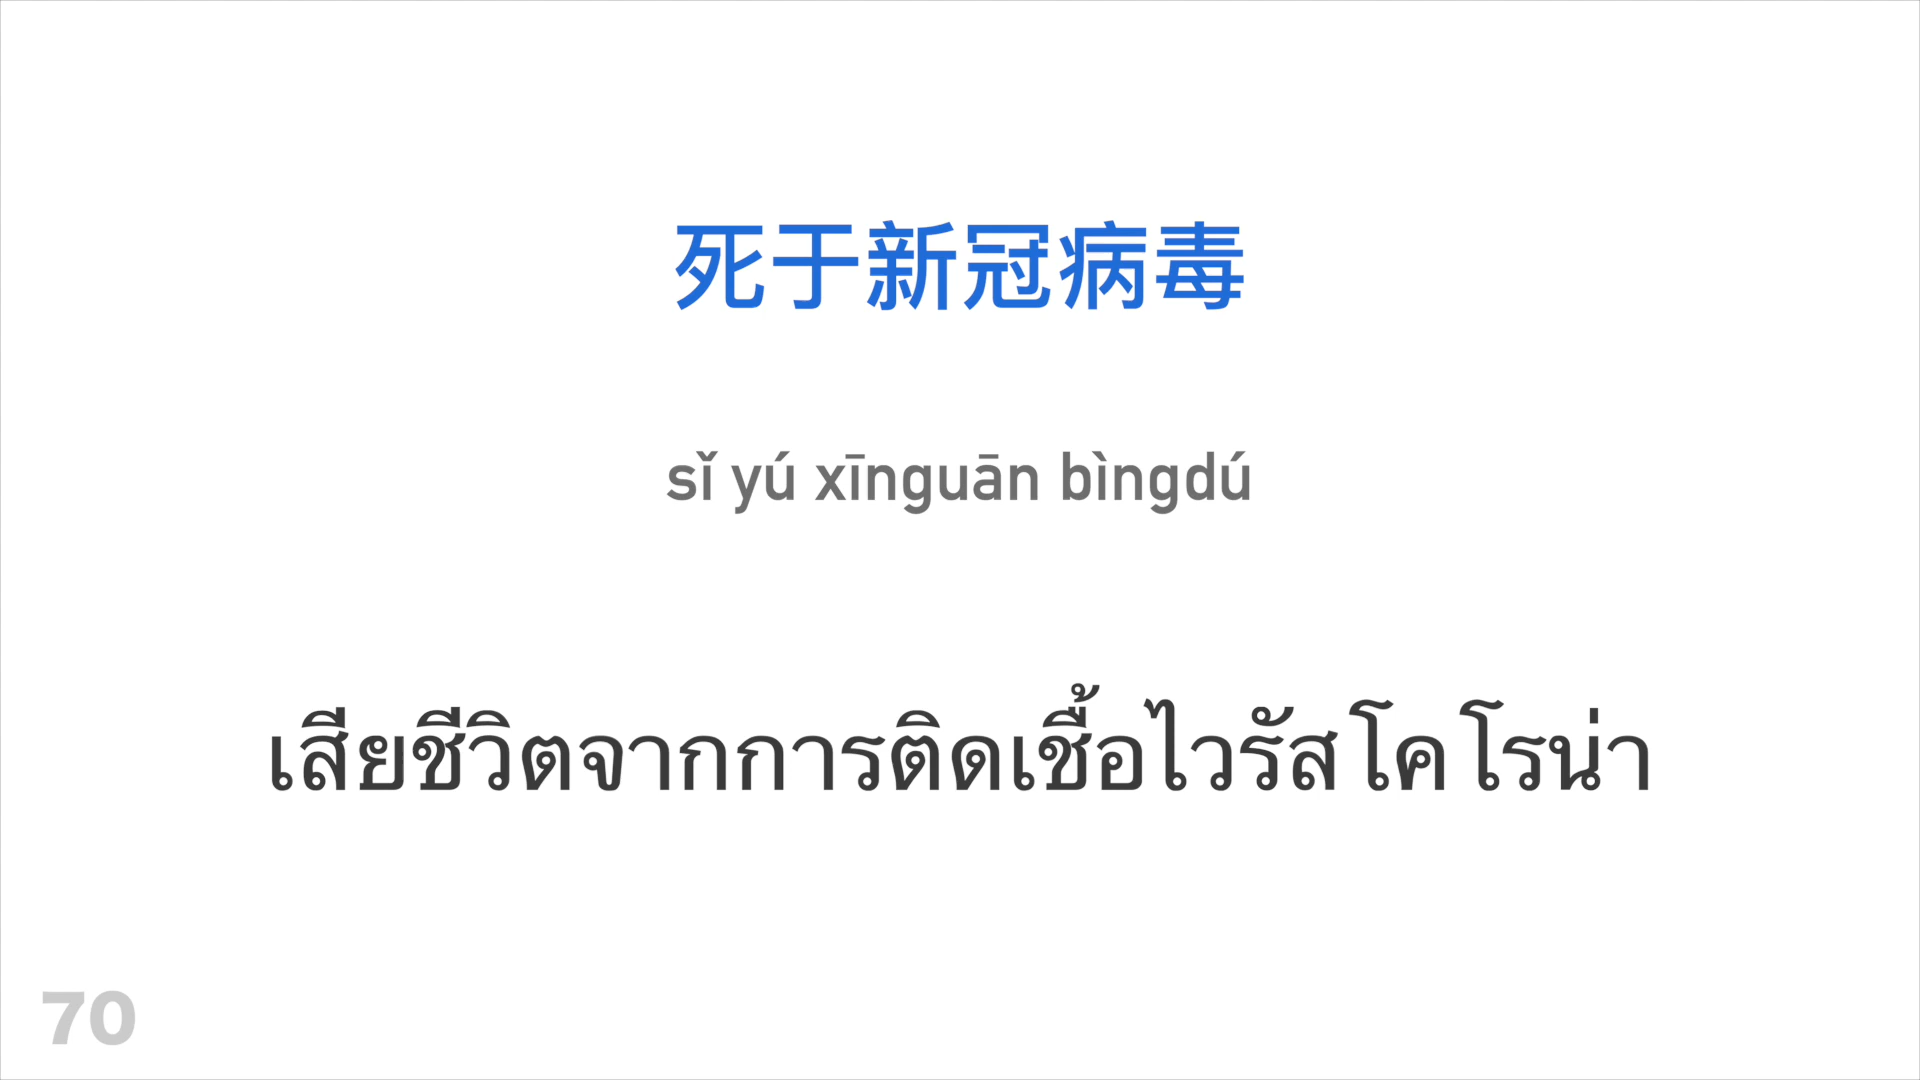 死于新冠病毒
sǐ yú xīnguān bìngdú
เสียชีวิตจากการติดเชื้อไวรัสโคโรน่า
70